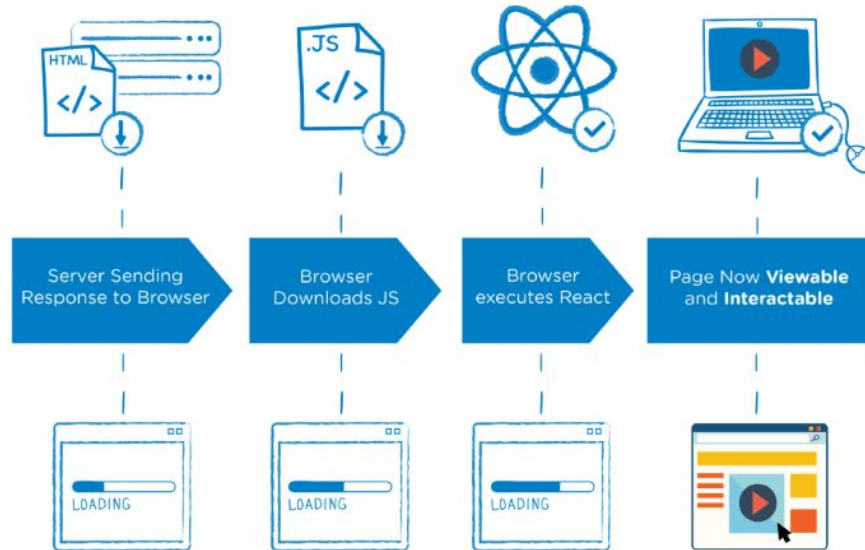 HTML
</>
.JS
</>
Server Sending
Response to Browser
Browser
Downloads JS
Browser
executes React
Page Now Viewable
and Interactable
LOADING
LOADING
LOADING